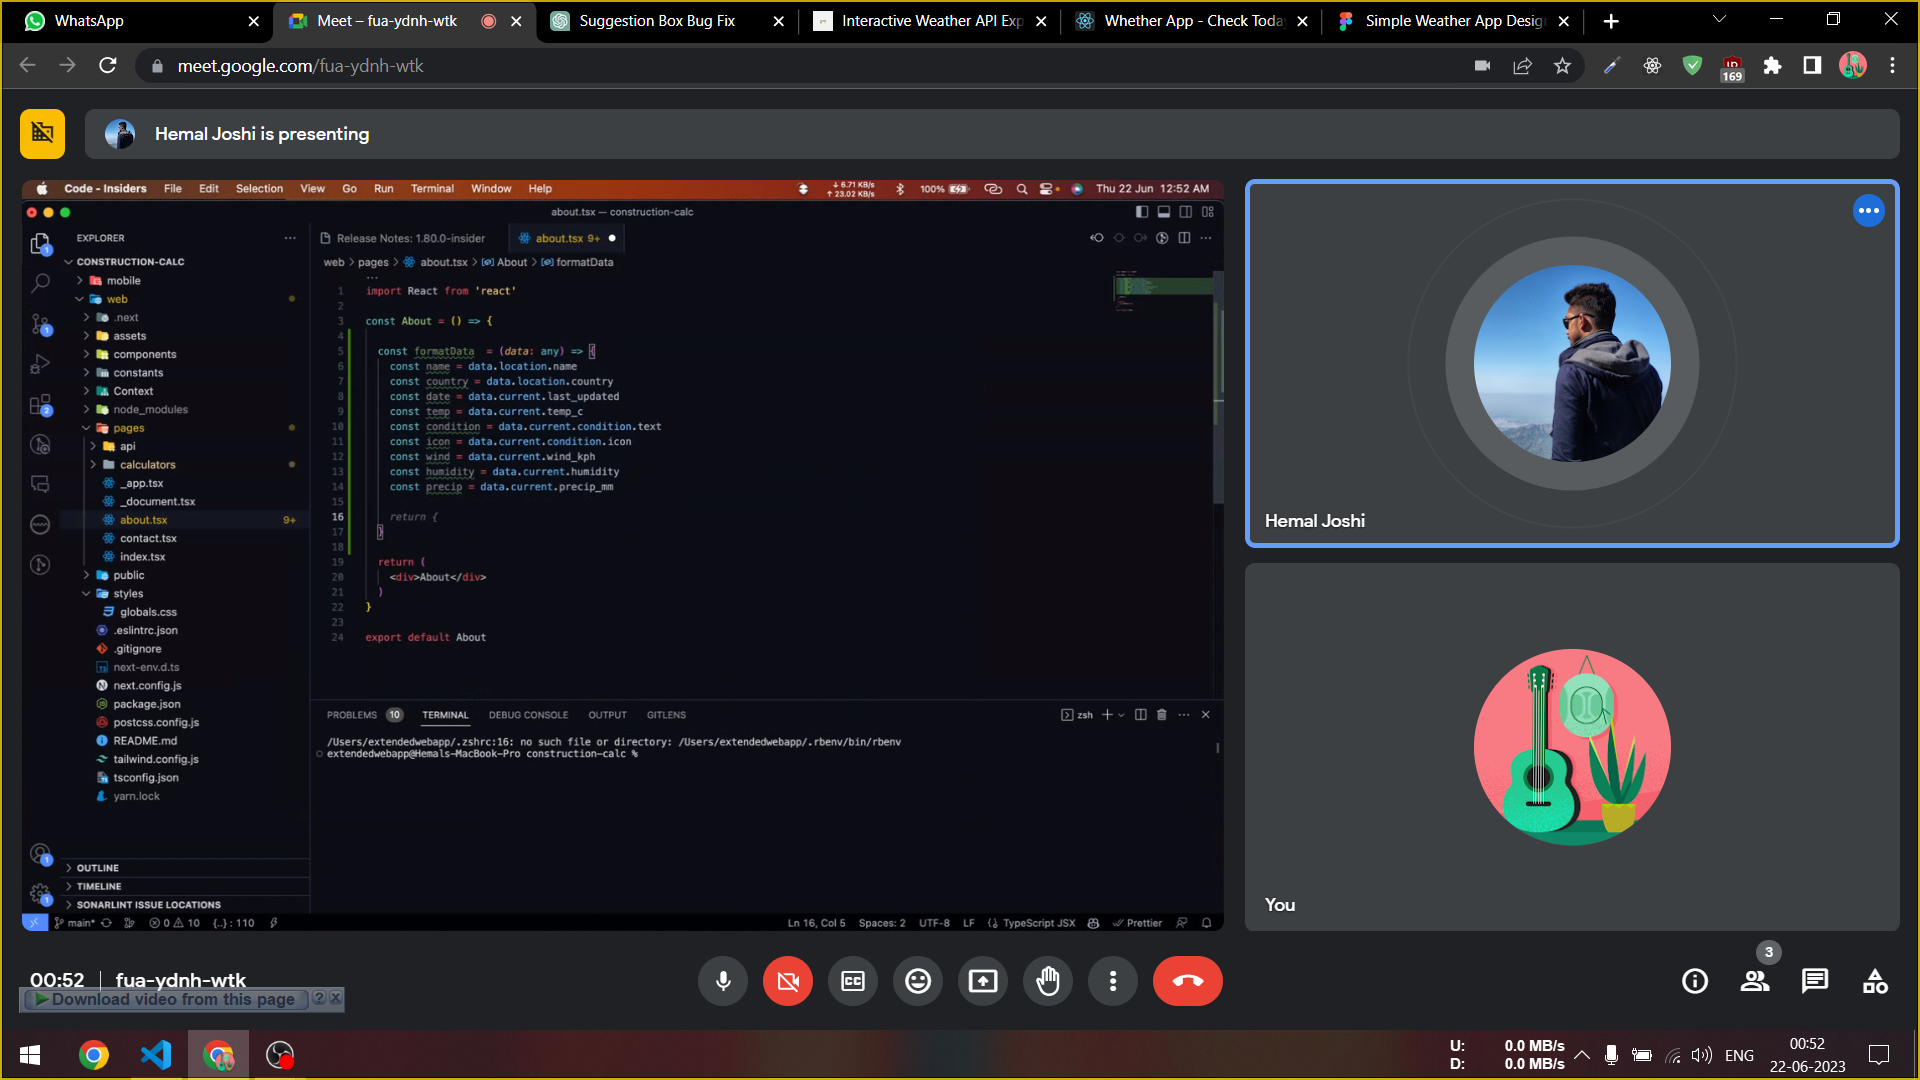 WhatsApp
Meet – fua-ydnh-wtk
Suggestion Box Bug Fix
Interactive Weather API Exp
Whether App - Check Toda
Simple Weather App Design
meet.google.com/fua-ydnh-wtk
169
Hemal Joshi is presenting
Code - Insiders File Edit Selection View Go Run Terminal Window Help
↓ 6.71 KB/s
↑ 23.02 KB/s
100%
Thu 22 Jun 12:52 AM
about.tsx — construction-calc
EXPLORER
Release Notes: 1.80.0-insider
about.tsx 9+
CONSTRUCTION-CALC
web > pages > about.tsx > About > formatData
mobile
web
.next
assets
components
constants
Context
node_modules
pages
api
calculators
_app.tsx
_document.tsx
about.tsx 9+
contact.tsx
index.tsx
public
styles
globals.css
.eslintrc.json
.gitignore
next-env.d.ts
next.config.js
package.json
postcss.config.js
README.md
tailwind.config.js
tsconfig.json
yarn.lock
OUTLINE
TIMELINE
SONARLINT ISSUE LOCATIONS
1 import React from 'react'
2
3 const About = () => {
4
5 const formatData = (data: any) => {
6 const name = data.location.name
7 const country = data.location.country
8 const date = data.current.last_updated
9 const temp = data.current.temp_c
10 const condition = data.current.condition.text
11 const icon = data.current.condition.icon
12 const wind = data.current.wind_kph
13 const humidity = data.current.humidity
14 const precip = data.current.precip_mm
15
16 return {
17 }
18
19 return (
20 <div>About</div>
21 )
22 }
23
24 export default About
PROBLEMS 10 TERMINAL DEBUG CONSOLE OUTPUT GITLENS
zsh
/Users/extendedwebapp/.zshrc:16: no such file or directory: /Users/extendedwebapp/.rbenv/bin/rbenv
extendedwebapp@Hemals-MacBook-Pro construction-calc %
main* 0 10 {..} : 110
Ln 16, Col 5 Spaces: 2 UTF-8 LF TypeScript JSX Prettier
Hemal Joshi
You
00:52 | fua-ydnh-wtk
Download video from this page ? X
3
U: 0.0 MB/s
D: 0.0 MB/s
ENG
00:52
22-06-2023